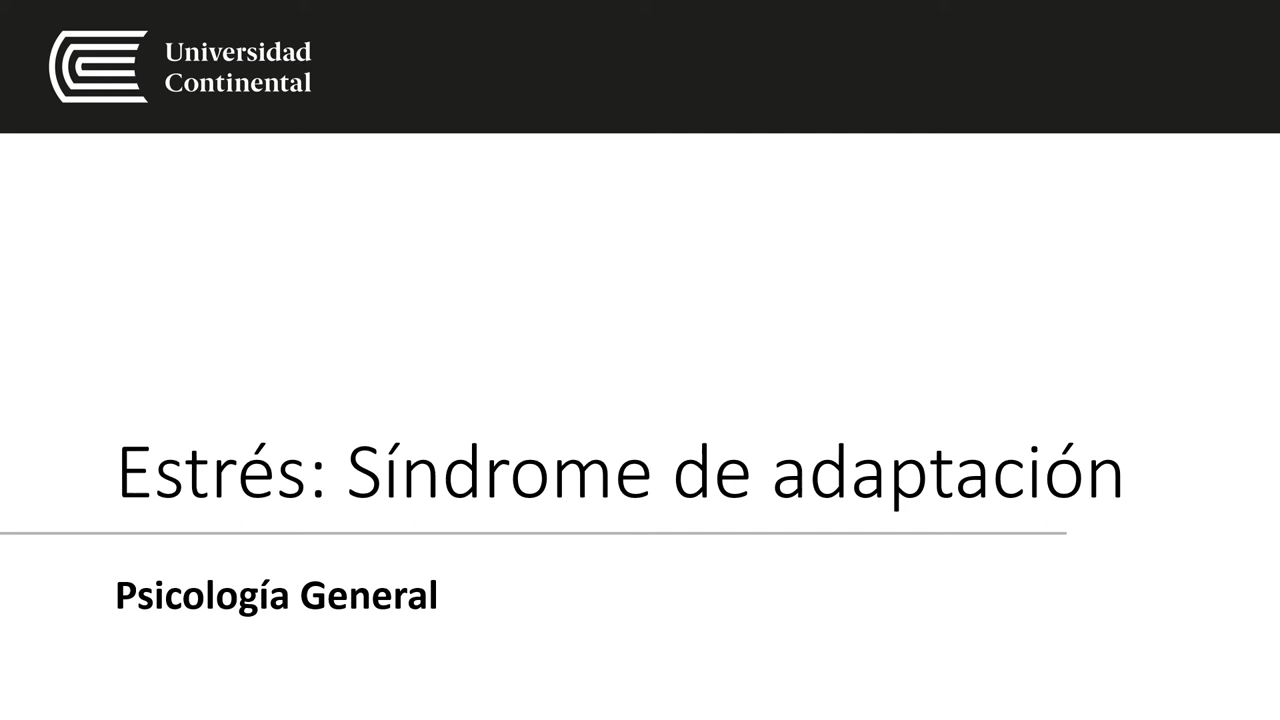 Universidad
Continental
Estrés: Síndrome de adaptación
Psicología General